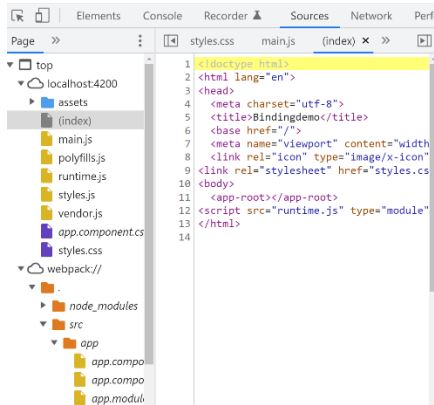 Elements Console Recorder Sources Network Perf
Page » styles.css main.js (index) × »
top
localhost:4200
assets
(index)
main.js
polyfills.js
runtime.js
styles.js
vendor.js
app.component.cs
styles.css
webpack://
.
node_modules
src
app
app.compo
app.compo
app.modul
1 <!doctype html>
2 <html lang="en">
3 <head>
4 <meta charset="utf-8">
5 <title>Bindingdemo</title>
6 <base href="/">
7 <meta name="viewport" content="width
8 <link rel="icon" type="image/x-icon"
9 <link rel="stylesheet" href="styles.cs
10 <body>
11 <app-root></app-root>
12 <script src="runtime.js" type="module"
13 </html>
14